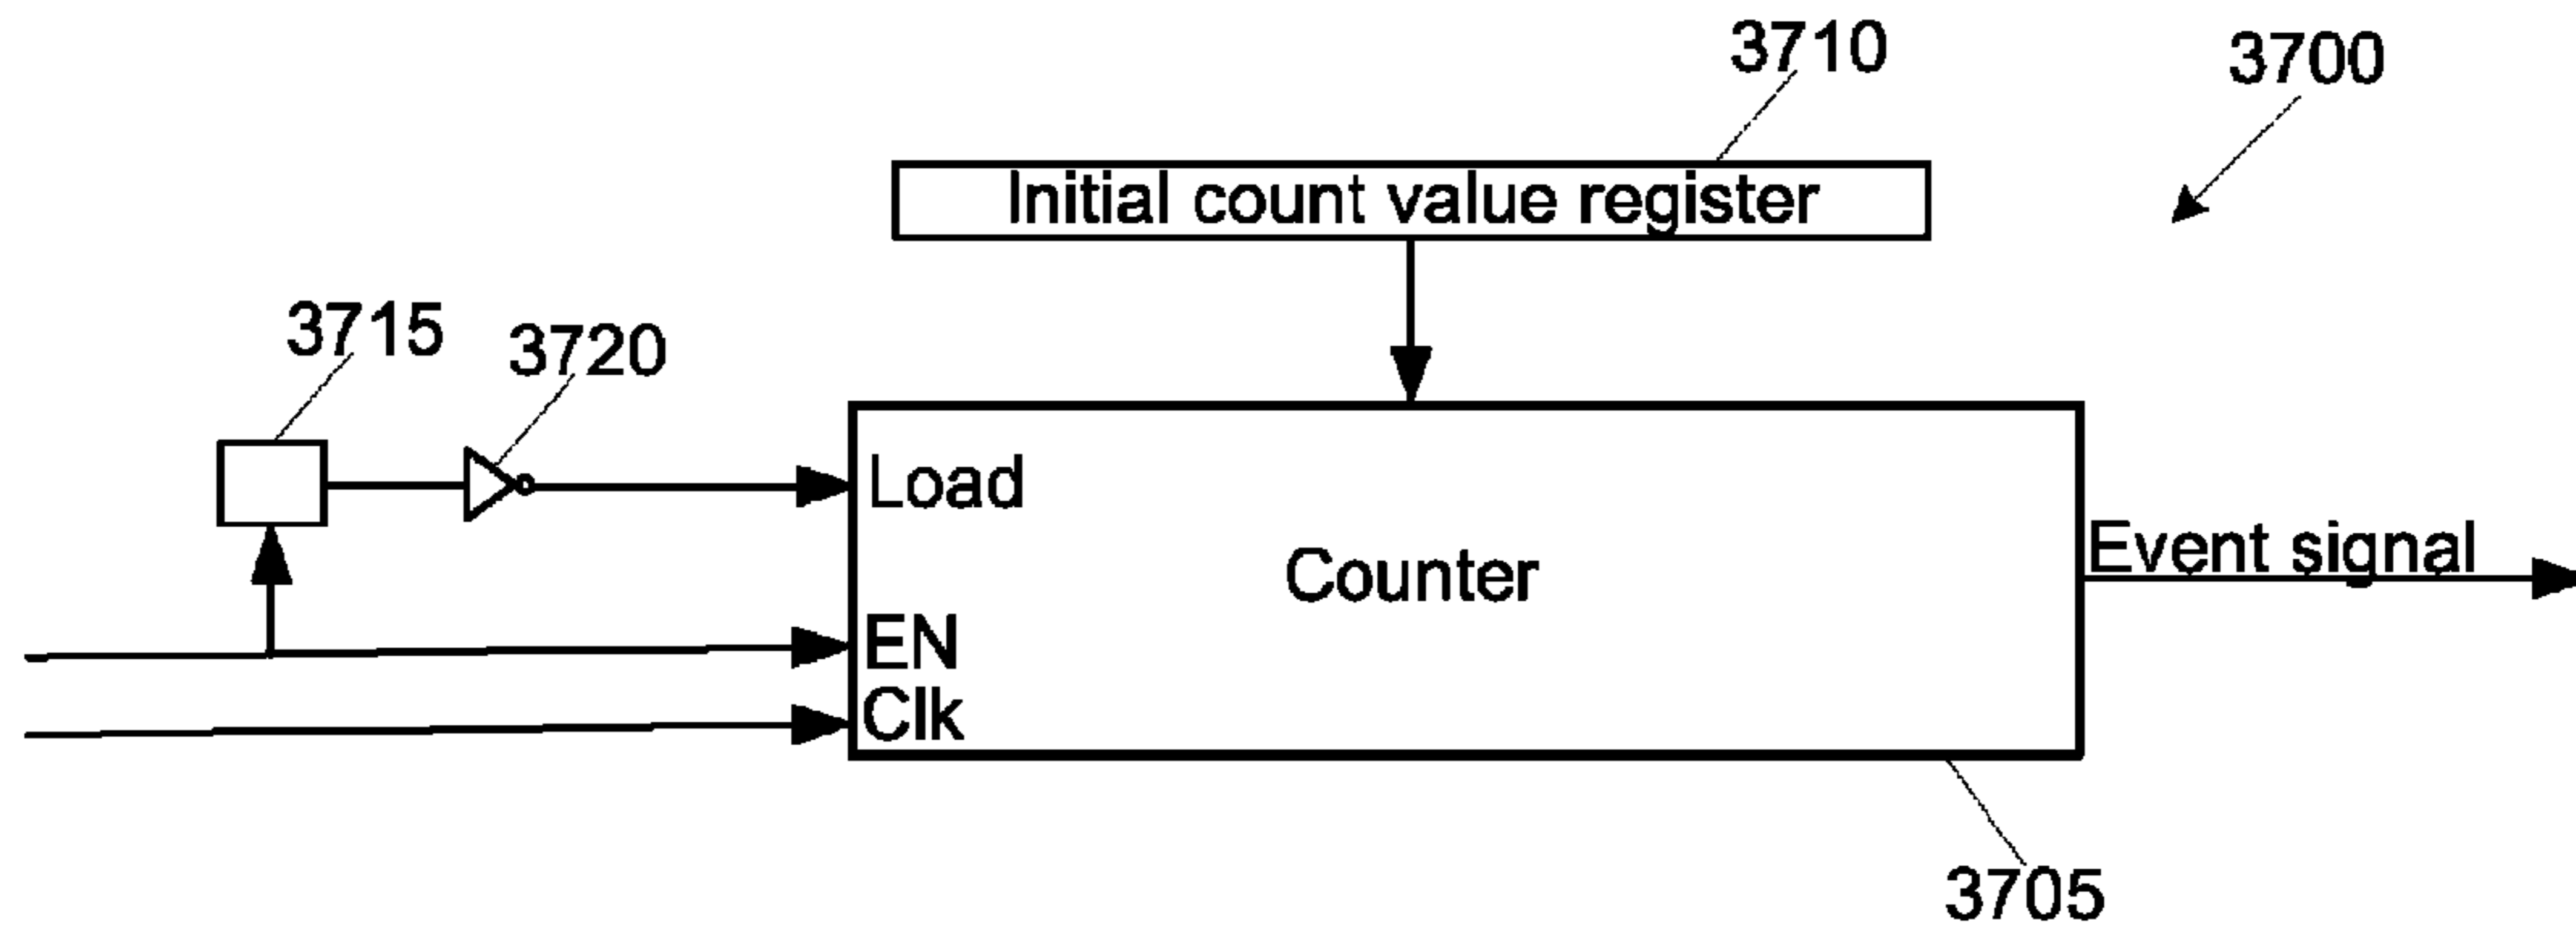 3710
3700
Initial count value register
3715
3720
Load
Counter
Event signal
EN
Clk
3705